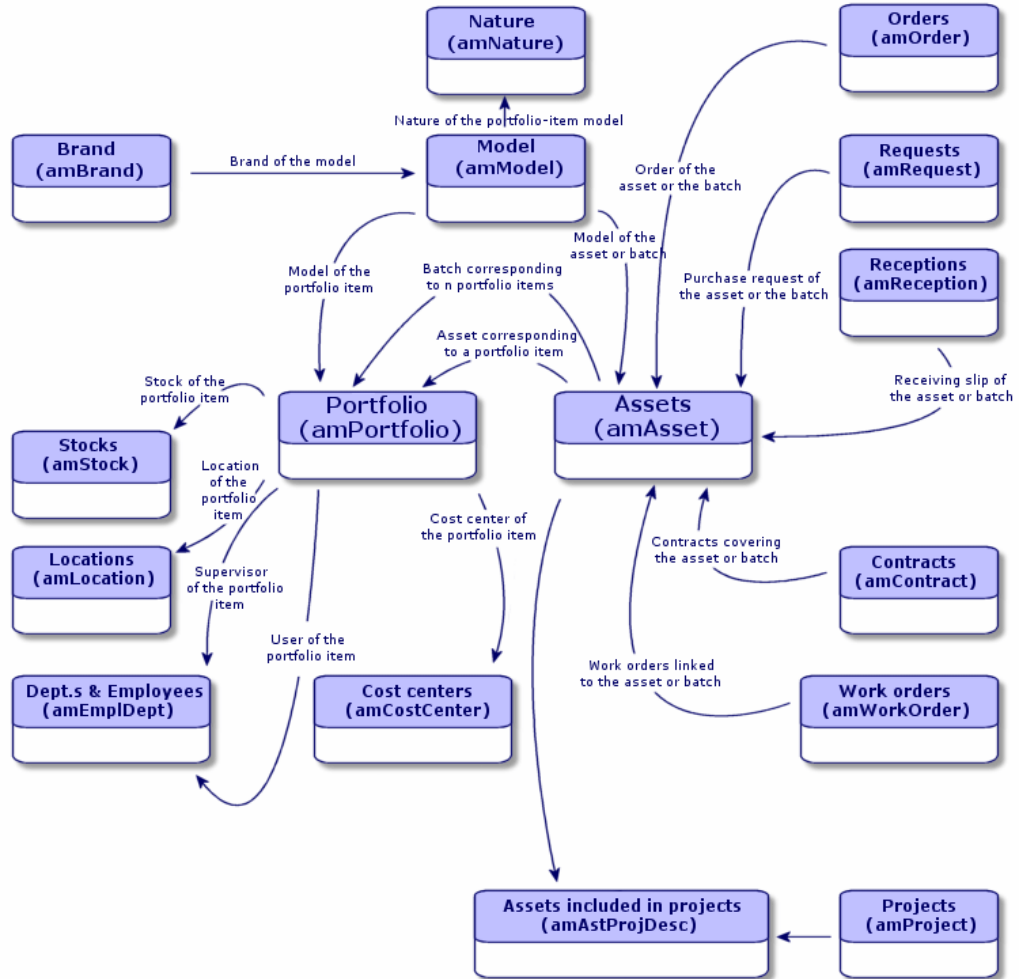 Nature
(amNature)
Orders
(amOrder)
Nature of the portfolio-item model
Brand
(amBrand)
Brand of the model
Model
(amModel)
Order of the
asset or the batch
Requests
(amRequest)
Model of the
asset or batch
Model of the
portfolio item
Batch corresponding
to n portfolio items
Purchase request of
the asset or the batch
Receptions
(amReception)
Asset corresponding
to a portfolio item
Stock of the
portfolio item
Receiving slip of
the asset or batch
Portfolio
(amPortfolio)
Assets
(amAsset)
Stocks
(amStock)
Location
of the
portfolio
item
Cost center of
the portfolio item
Contracts covering
the asset or batch
Locations
(amLocation)
Contracts
(amContract)
Supervisor
of the portfolio
item
User of the
portfolio item
Work orders linked
to the asset or batch
Dept.s & Employees
(amEmplDept)
Cost centers
(amCostCenter)
Work orders
(amWorkOrder)
Assets included in projects
(amAstProjDesc)
Projects
(amProject)